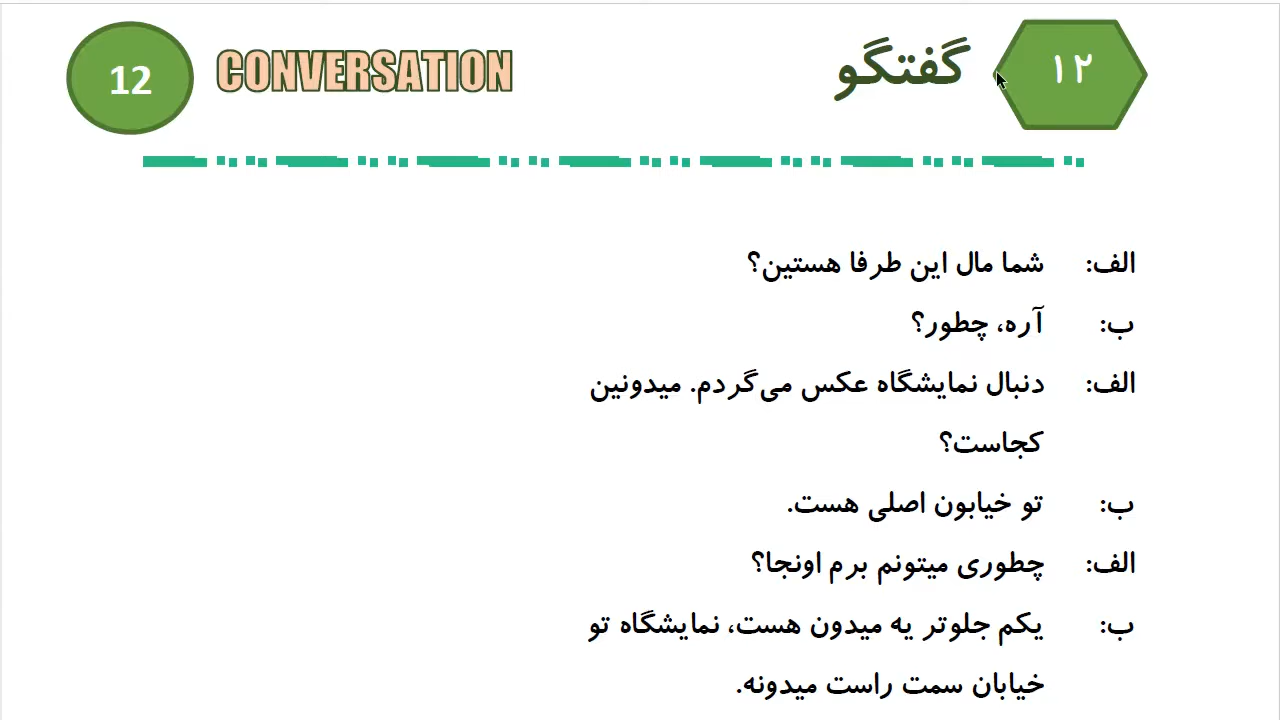 12 CONVERSATION گفتگو ۱۲
الف: شما مال این طرفا هستین؟
ب: آره، چطور؟
الف: دنبال نمایشگاه عکس می‌گردم. میدونین
کجاست؟
ب: تو خیابون اصلی هست.
الف: چطوری میتونم برم اونجا؟
ب: یکم جلوتر یه میدون هست، نمایشگاه تو
خیابان سمت راست میدونه.